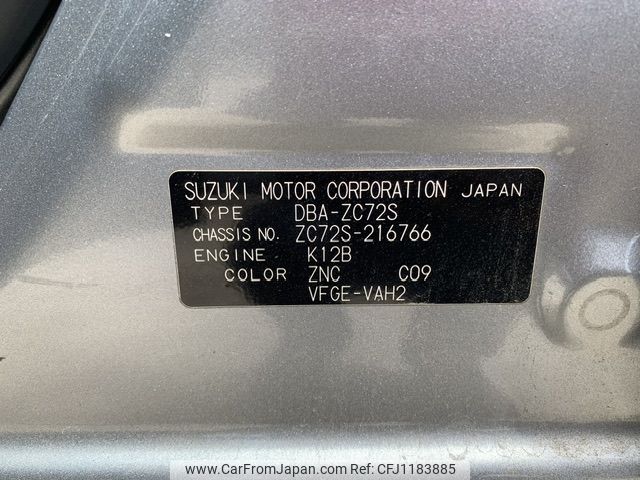 SUZUKI MOTOR CORPORATION JAPAN
TYPE DBA-ZC72S
CHASSIS NO. ZC72S-216766
ENGINE K12B
COLOR ZNC C09
VFGE-VAH2
www.CarFromJapan.com | Ref No. CFJ1183885